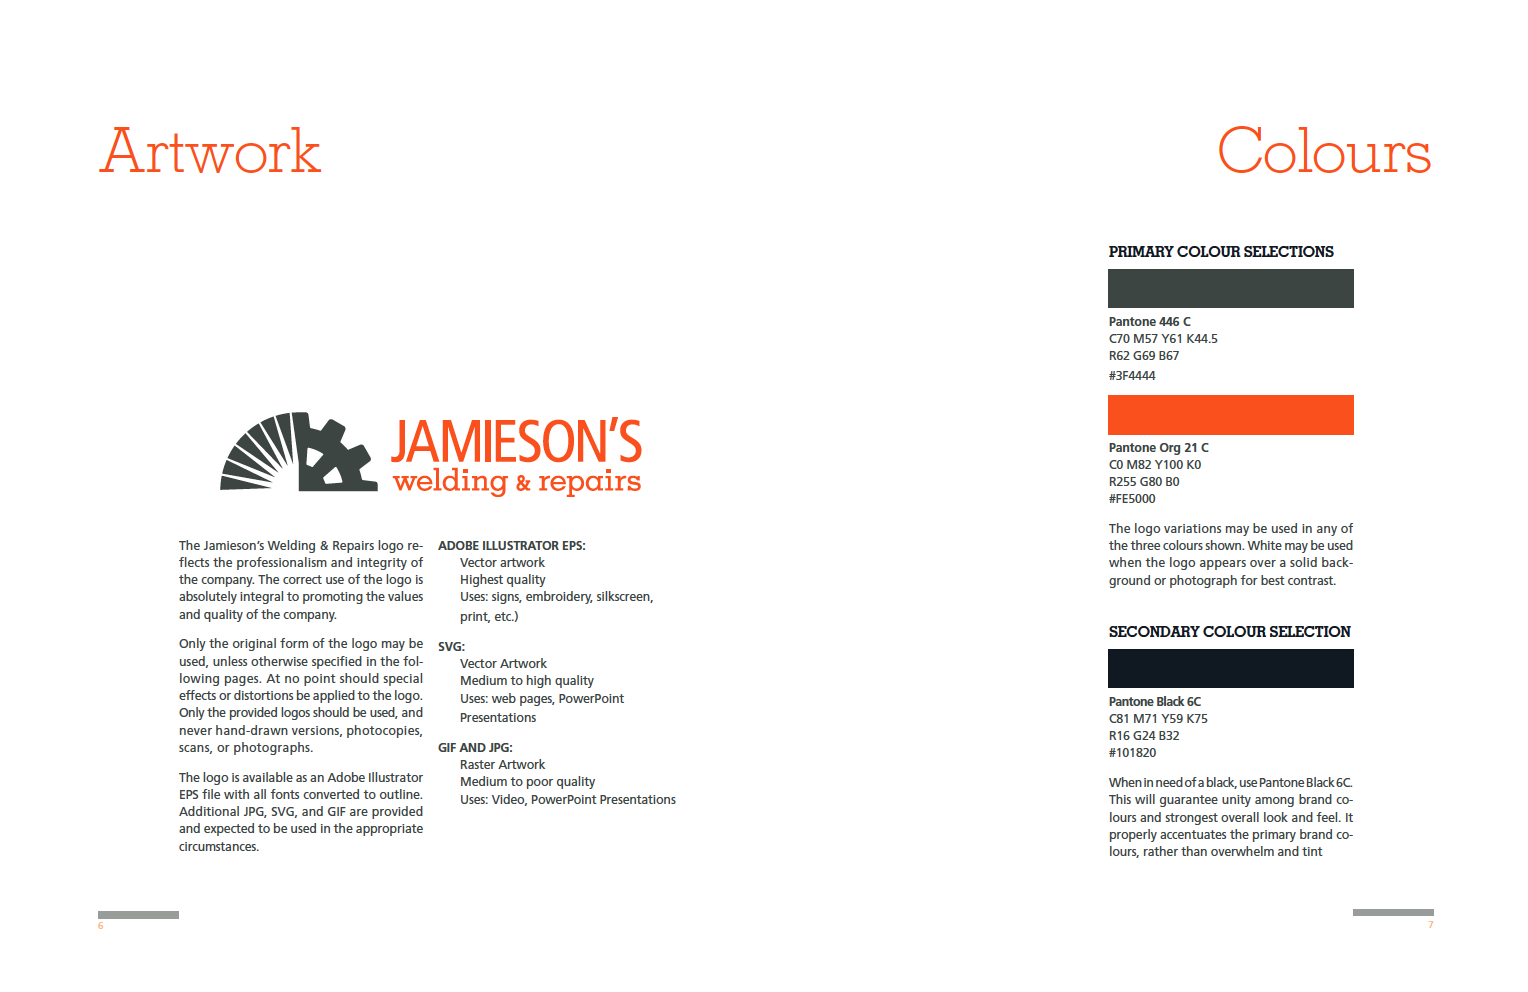 Artwork
JAMIESON'S
welding & repairs
The Jamieson's Welding & Repairs logo re-
flects the professionalism and integrity of
the company. The correct use of the logo is
absolutely integral to promoting the values
and quality of the company.
Only the original form of the logo may be
used, unless otherwise specified in the fol-
lowing pages. At no point should special
effects or distortions be applied to the logo.
Only the provided logos should be used, and
never hand-drawn versions, photocopies,
scans, or photographs.
The logo is available as an Adobe Illustrator
EPS file with all fonts converted to outline.
Additional JPG, SVG, and GIF are provided
and expected to be used in the appropriate
circumstances.
ADOBE ILLUSTRATOR EPS:
Vector artwork
Highest quality
Uses: signs, embroidery, silkscreen,
print, etc.)
SVG:
Vector Artwork
Medium to high quality
Uses: web pages, PowerPoint
Presentations
GIF AND JPG:
Raster Artwork
Medium to poor quality
Uses: Video, PowerPoint Presentations
6
Colours
PRIMARY COLOUR SELECTIONS
Pantone 446 C
C70 M57 Y61 K44.5
R62 G69 B67
#3F4444
Pantone Org 21 C
C0 M82 Y100 K0
R255 G80 B0
#FE5000
The logo variations may be used in any of
the three colours shown. White may be used
when the logo appears over a solid back-
ground or photograph for best contrast.
SECONDARY COLOUR SELECTION
Pantone Black 6C
C81 M71 Y59 K75
R16 G24 B32
#101820
When in need of a black, use Pantone Black 6C.
This will guarantee unity among brand co-
lours and strongest overall look and feel. It
properly accentuates the primary brand co-
lours, rather than overwhelm and tint
7